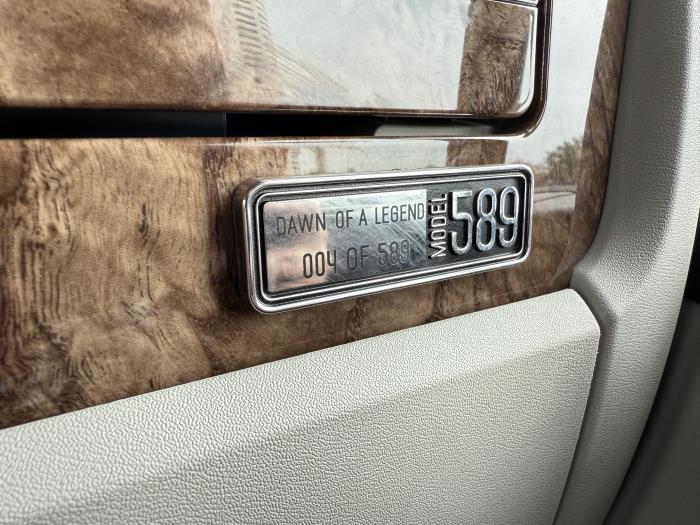 DAWN OF A LEGEND
004 OF 589
MODEL 589